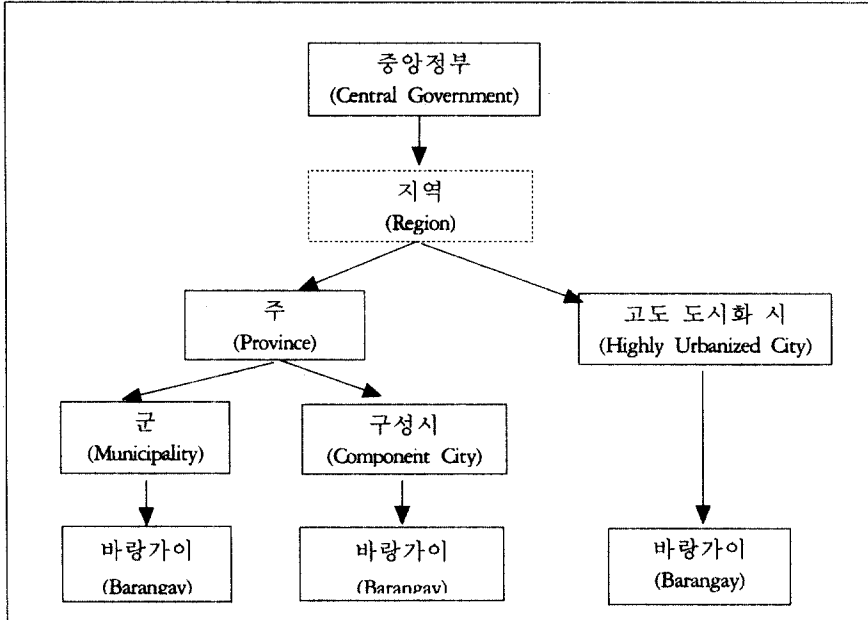 중앙정부
(Central Government)
지역
(Region)
주
(Province)
고도 도시화 시
(Highly Urbanized City)
군
(Municipality)
구성시
(Component City)
바랑가이
(Barangay)
바랑가이
(Barangay)
바랑가이
(Barangay)